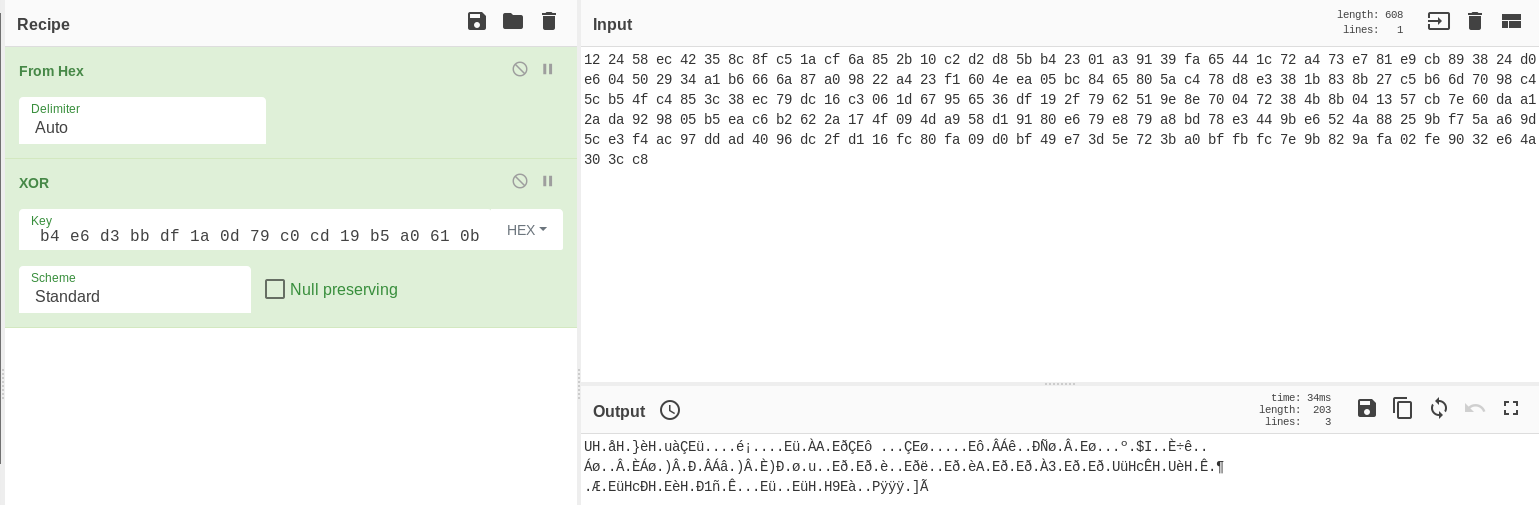 Recipe
From Hex
Delimiter
Auto
XOR
Key
b4 e6 d3 bb df 1a 0d 79 c0 cd 19 b5 a0 61 0b
HEX
Scheme
Standard
Null preserving
Input
length: 608
lines: 1
12 24 58 ec 42 35 8c 8f c5 1a cf 6a 85 2b 10 c2 d2 d8 5b b4 23 01 a3 91 39 fa 65 44 1c 72 a4 73 e7 81 e9 cb 89 38 24 d0
e6 04 50 29 34 a1 b6 66 6a 87 a0 98 22 a4 23 f1 60 4e ea 05 bc 84 65 80 5a c4 78 d8 e3 38 1b 83 8b 27 c5 b6 6d 70 98 c4
5c b5 4f c4 85 3c 38 ec 79 dc 16 c3 06 1d 67 95 65 36 df 19 2f 79 62 51 9e 8e 70 04 72 38 4b 8b 04 13 57 cb 7e 60 da a1
2a da 92 98 05 b5 ea c6 b2 62 2a 17 4f 09 4d a9 58 d1 91 80 e6 79 e8 79 a8 bd 78 e3 44 9b e6 52 4a 88 25 9b f7 5a a6 9d
5c e3 f4 ac 97 dd ad 40 96 dc 2f d1 16 fc 80 fa 09 d0 bf 49 e7 3d 5e 72 3b a0 bf fb fc 7e 9b 82 9a fa 02 fe 90 32 e6 4a
30 3c c8
Output
time: 34ms
length: 203
lines: 3
UH.åH.}èH.uàÇEü....é¡....Eü.ÀA.EðÇEô ...ÇEø.....Eô.ÂÁê..ÐÑø.Â.Eø...º.$I..È÷ê..
Áø..Â.ÈÁø.)Â.Ð.ÂÁâ.)Â.È)Ð.ø.u..Eð.Eð.è..Eðë..Eð.èA.Eð.Eð.À3.Eð.Eð.UüHcÊH.UèH.Ê.¶
.Æ.EüHcÐH.EèH.Ð1ñ.Ê...Eü..EüH.H9Eà..Pÿÿÿ.]Ã